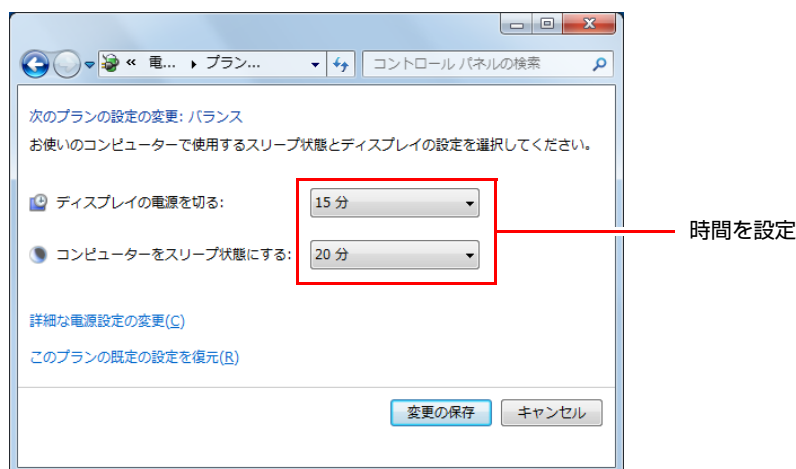 « 電... ▸ プラン... コントロール パネルの検索
次のプランの設定の変更: バランス
お使いのコンピューターで使用するスリープ状態とディスプレイの設定を選択してください。
ディスプレイの電源を切る: 15 分
時間を設定
コンピューターをスリープ状態にする: 20 分
詳細な電源設定の変更(C)
このプランの既定の設定を復元(R)
変更の保存 キャンセル